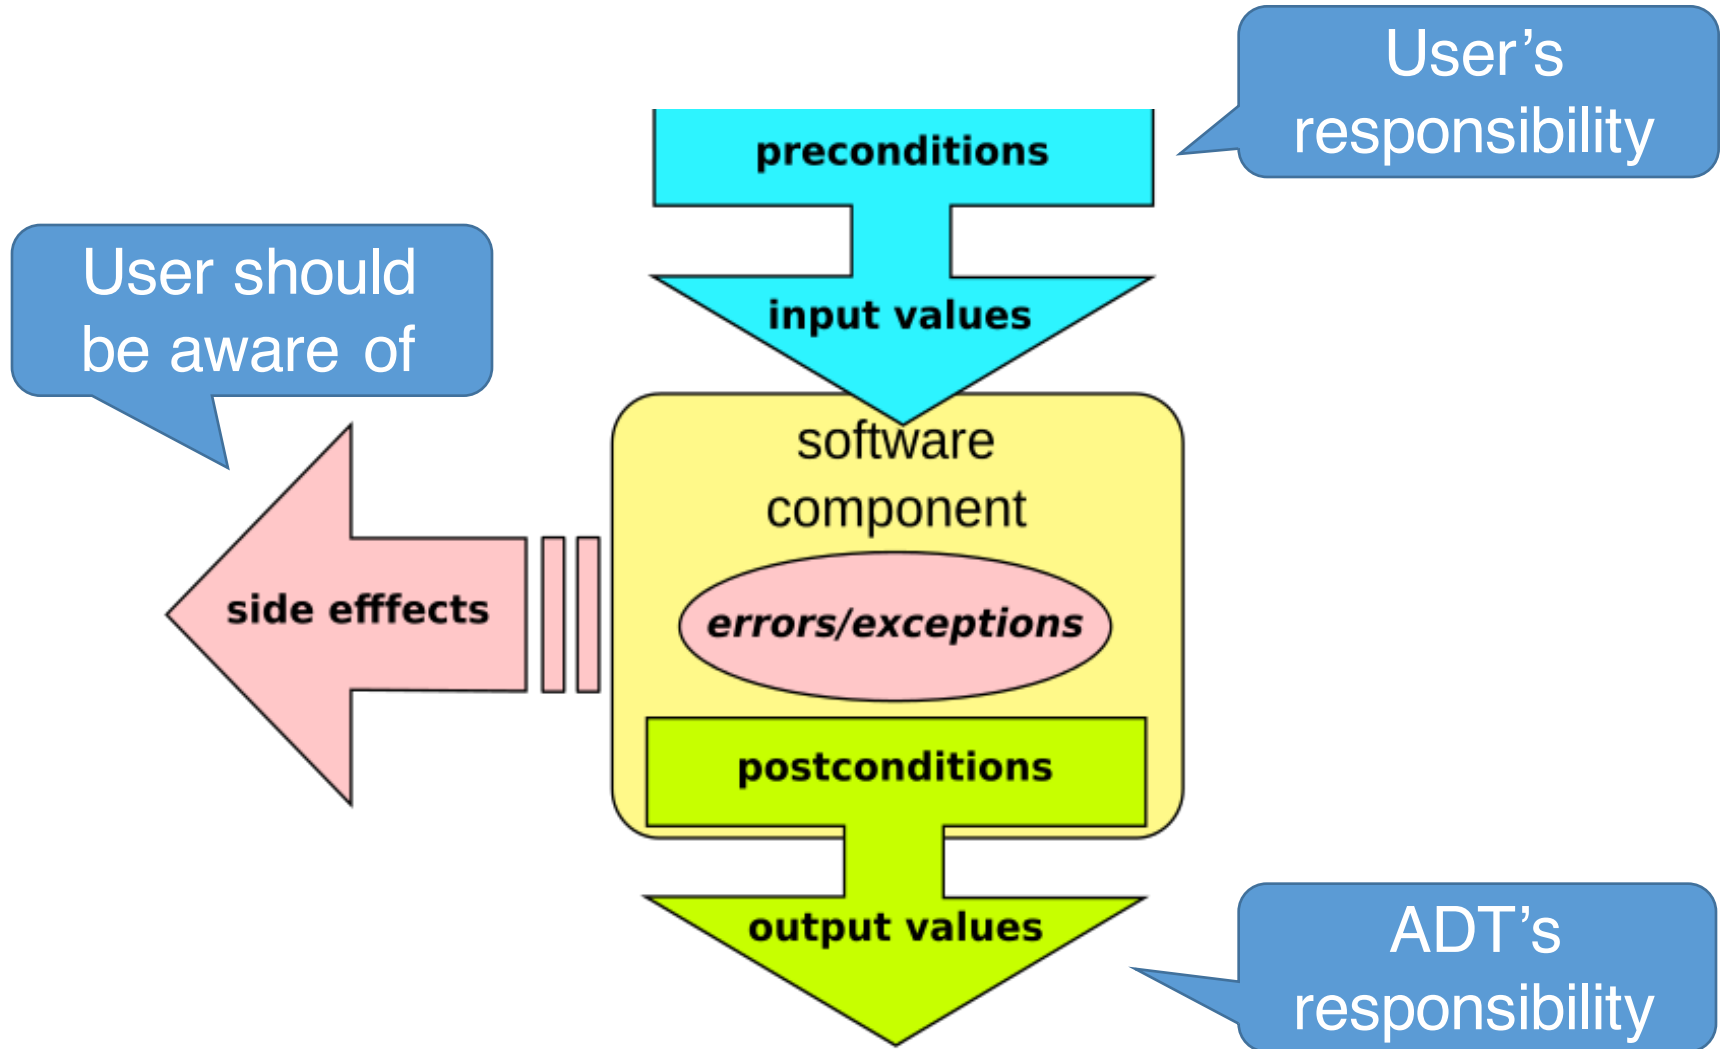 User's
responsibility
preconditions
User should
be aware of
input values
software
component
side efffects
errors/exceptions
postconditions
output values
ADT's
responsibility